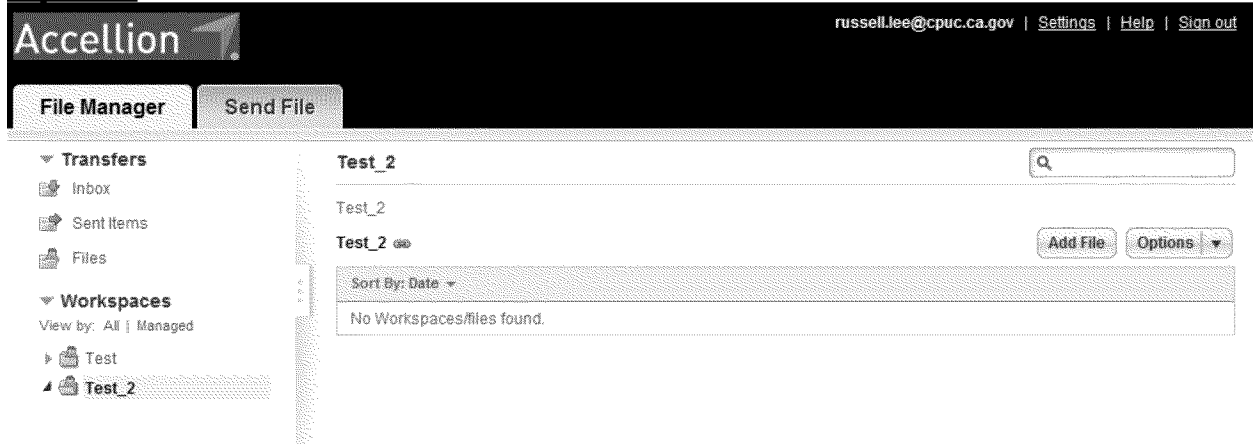 Accellion
russell.lee@cpuc.ca.gov | Settings | Help | Sign out
File Manager
Send File
Transfers
Inbox
Sent Items
Files
Workspaces
View by: All | Managed
Test
Test_2
Test_2
Test_2
Test_2
Add File
Options
Sort By: Date
No Workspaces/files found.